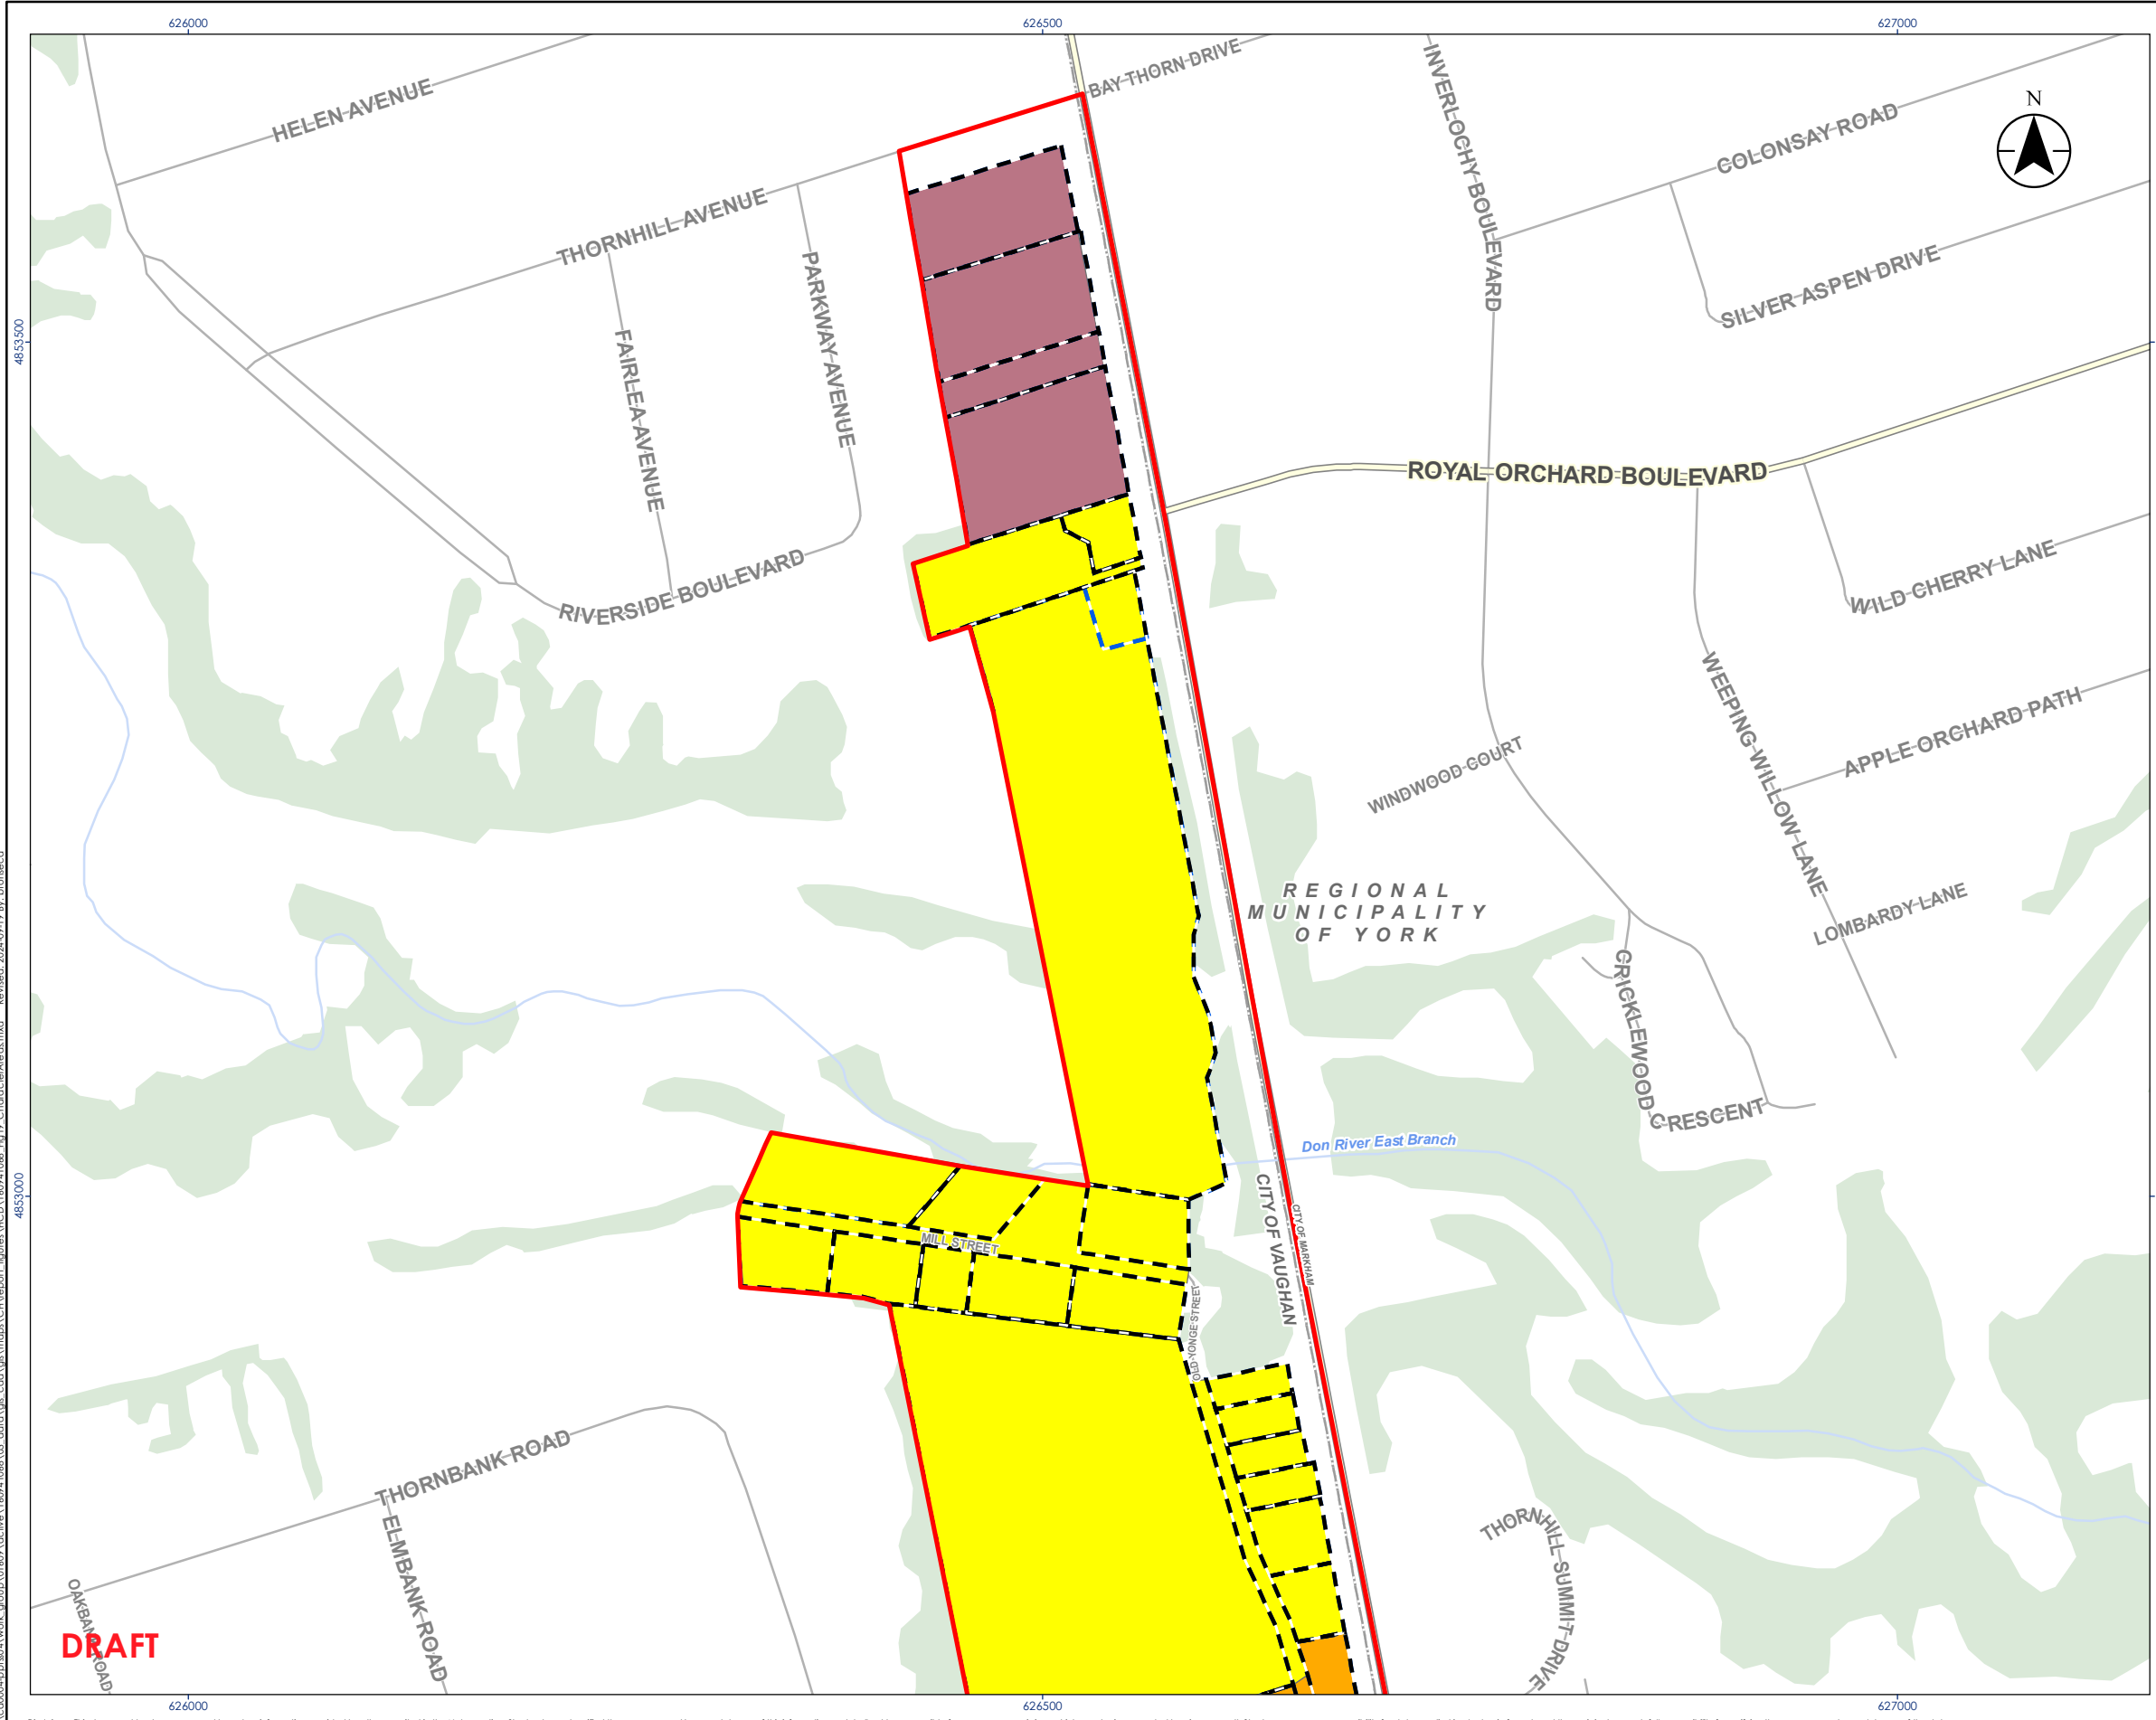 626000
626500
627000
BAY THORN DRIVE
HELEN AVENUE
INVERLOCHY BOULEVARD
COLONSAY ROAD
N
THORNHILL AVENUE
PARKWAY AVENUE
SILVER ASPEN DRIVE
4853500
FAIRLEA AVENUE
ROYAL ORCHARD BOULEVARD
RIVERSIDE BOULEVARD
WILD CHERRY LANE
WEEPING WILLOW LANE
APPLE ORCHARD PATH
WINDWOOD COURT
REGIONAL
MUNICIPALITY
OF YORK
LOMBARDY LANE
CRICKLEWOOD
CRESCENT
Don River East Branch
4853000
CITY OF VAUGHAN
CITY OF MARKHAM
MILL STREET
OLD YONGE STREET
THORNBANK ROAD
ELMBANK ROAD
THORNHILL SUMMIT DRIVE
OAKBANK ROAD
DRAFT
626000
626500
627000